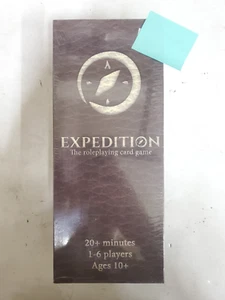 EXPEDITION
The roleplaying card game
20+ minutes
1-6 players
Ages 10+